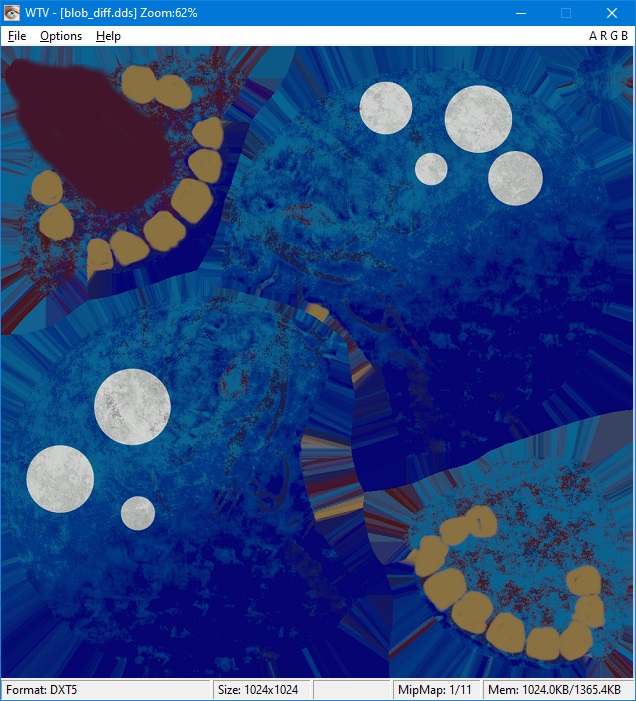 WTV - [blob_diff.dds] Zoom:62%
File Options Help A R G B
Format: DXT5 Size: 1024x1024 MipMap: 1/11 Mem: 1024.0KB/1365.4KB